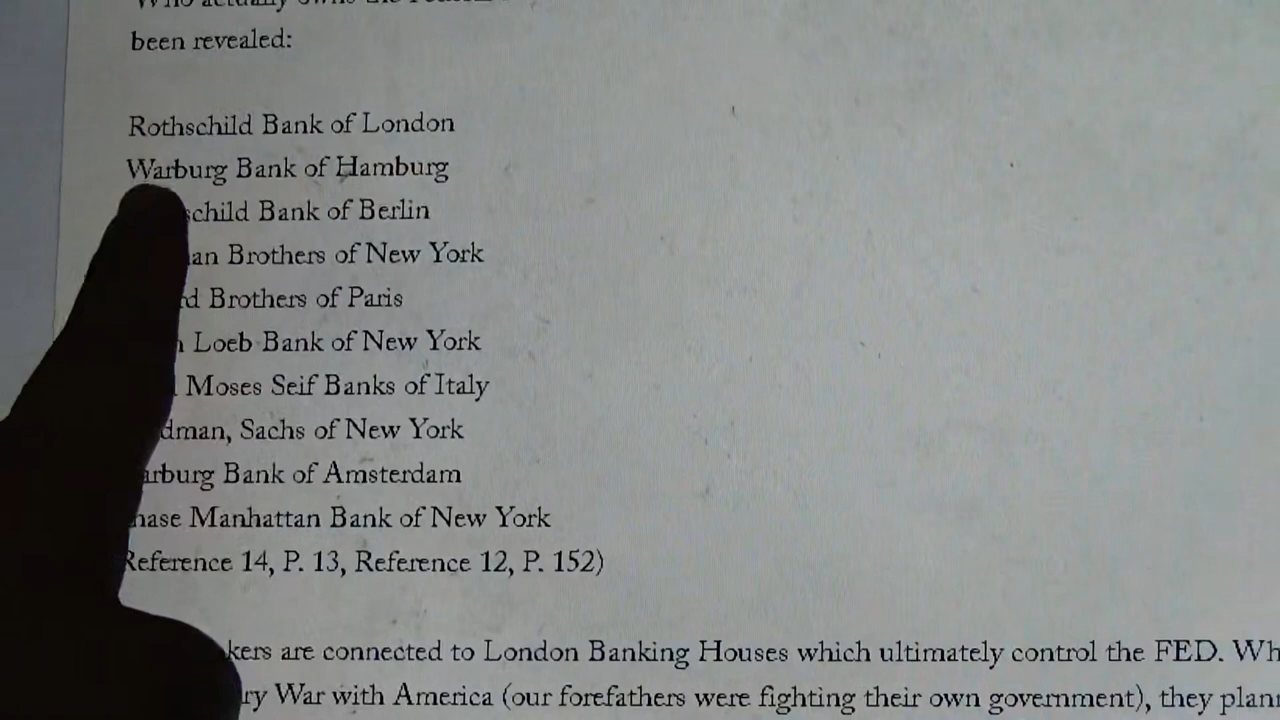 been revealed:
Rothschild Bank of London
Warburg Bank of Hamburg
schild Bank of Berlin
an Brothers of New York
d Brothers of Paris
Loeb Bank of New York
Moses Seif Banks of Italy
dman, Sachs of New York
arburg Bank of Amsterdam
hase Manhattan Bank of New York
Reference 14, P. 13, Reference 12, P. 152)
kers are connected to London Banking Houses which ultimately control the FED. Wh
ry War with America (our forefathers were fighting their own government), they plan